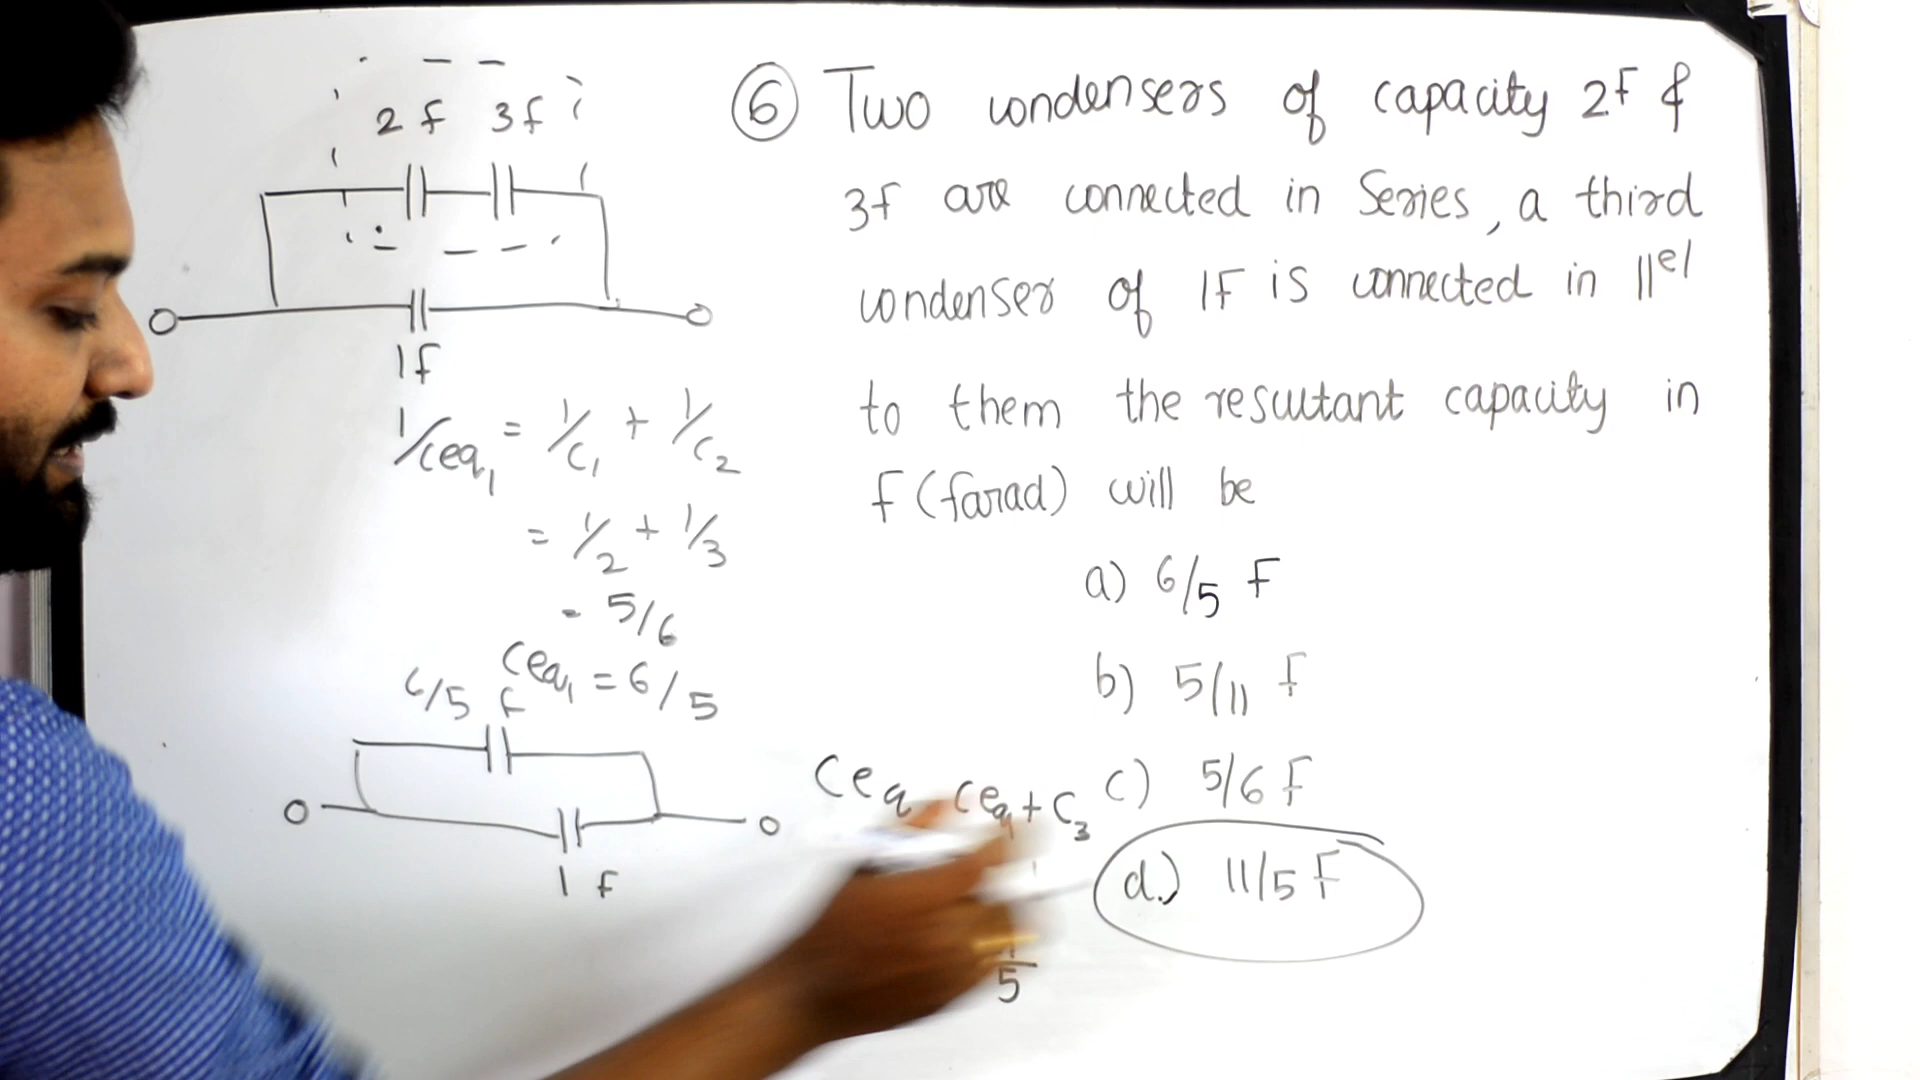 2 f 3f
1f
1/Ceq1 = 1/C1 + 1/C2
= 1/2 + 1/3
= 5/6
Ceq1 = 6/5
6/5 f
1 f
⑥ Two condensers of capacity 2F &
3f are connected in Series, a third
condenser of 1F is connected in ||el
to them the resultant capacity in
f (farad) will be
a) 6/5 F
b) 5/11 F
c) 5/6 F
d.) 11/5 F
Ceq Ceq1 + C3
5